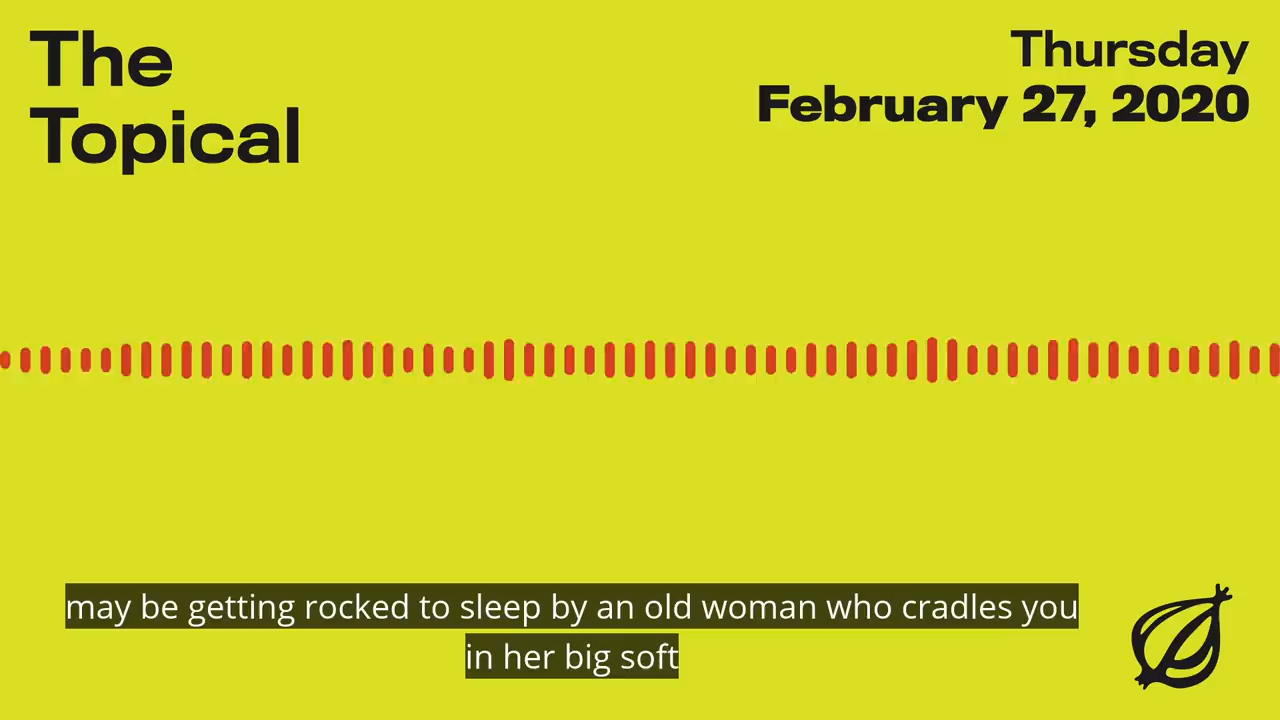 The
Topical
Thursday
February 27, 2020
may be getting rocked to sleep by an old woman who cradles you
in her big soft